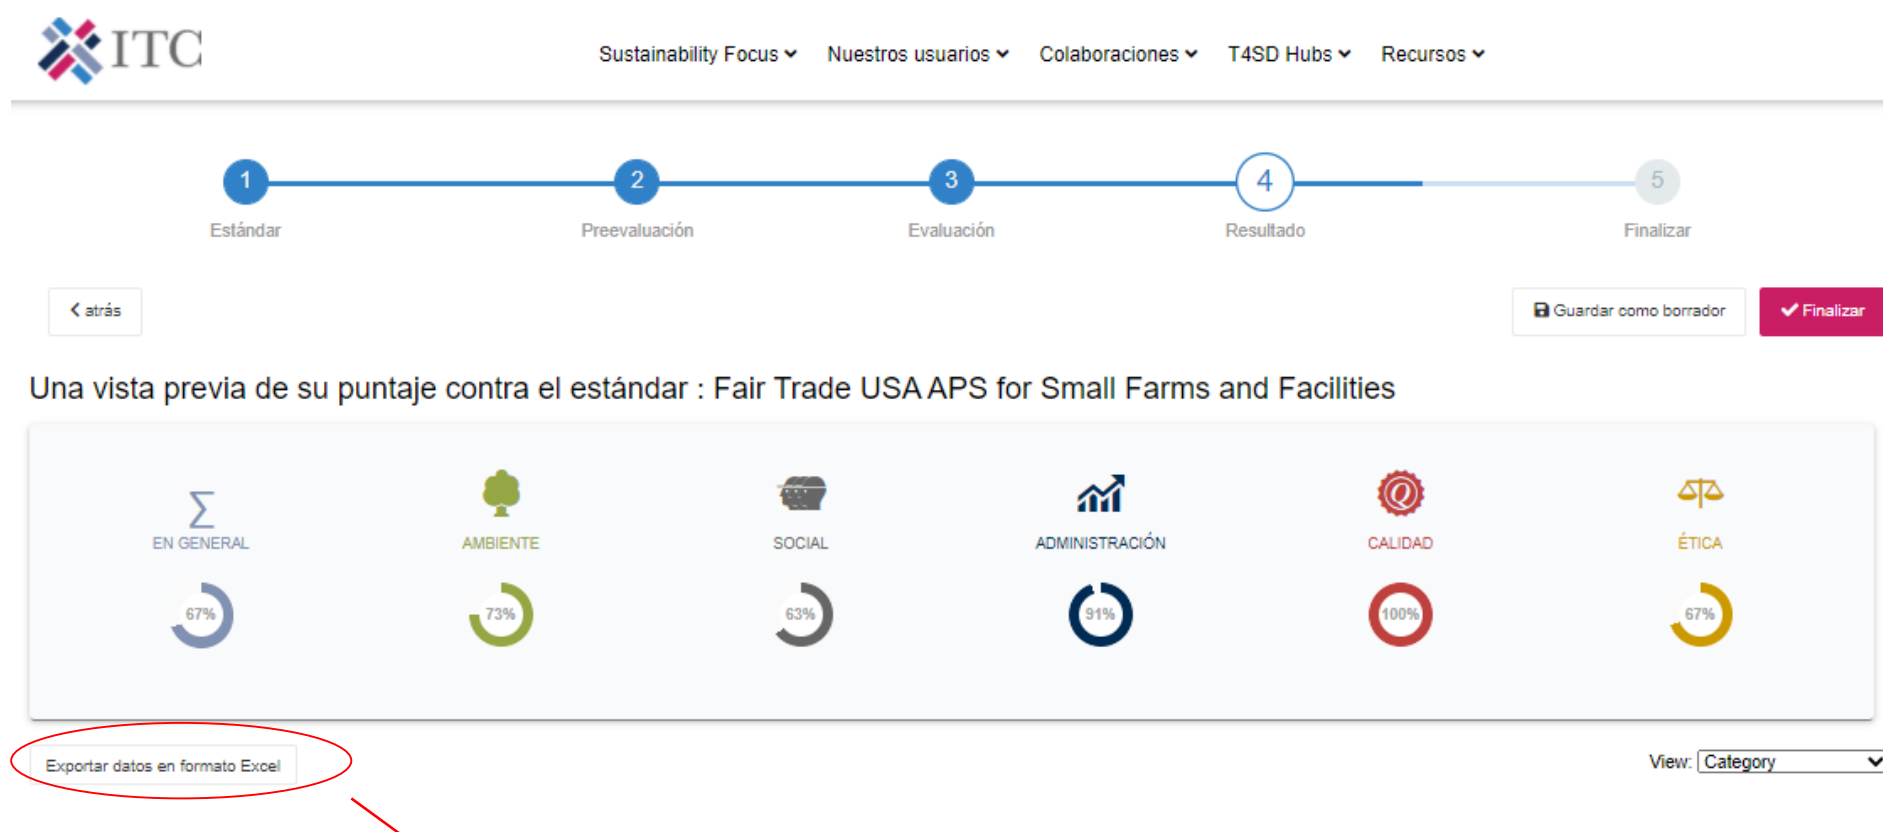 ITC
Sustainability Focus Nuestros usuarios Colaboraciones T4SD Hubs Recursos
1 2 3 4 5
Estándar Preevaluación Evaluación Resultado Finalizar
atrás Guardar como borrador Finalizar
Una vista previa de su puntaje contra el estándar : Fair Trade USA APS for Small Farms and Facilities
Σ Q
EN GENERAL AMBIENTE SOCIAL ADMINISTRACIÓN CALIDAD ÉTICA
67% 73% 63% 91% 100% 67%
Exportar datos en formato Excel View: Category